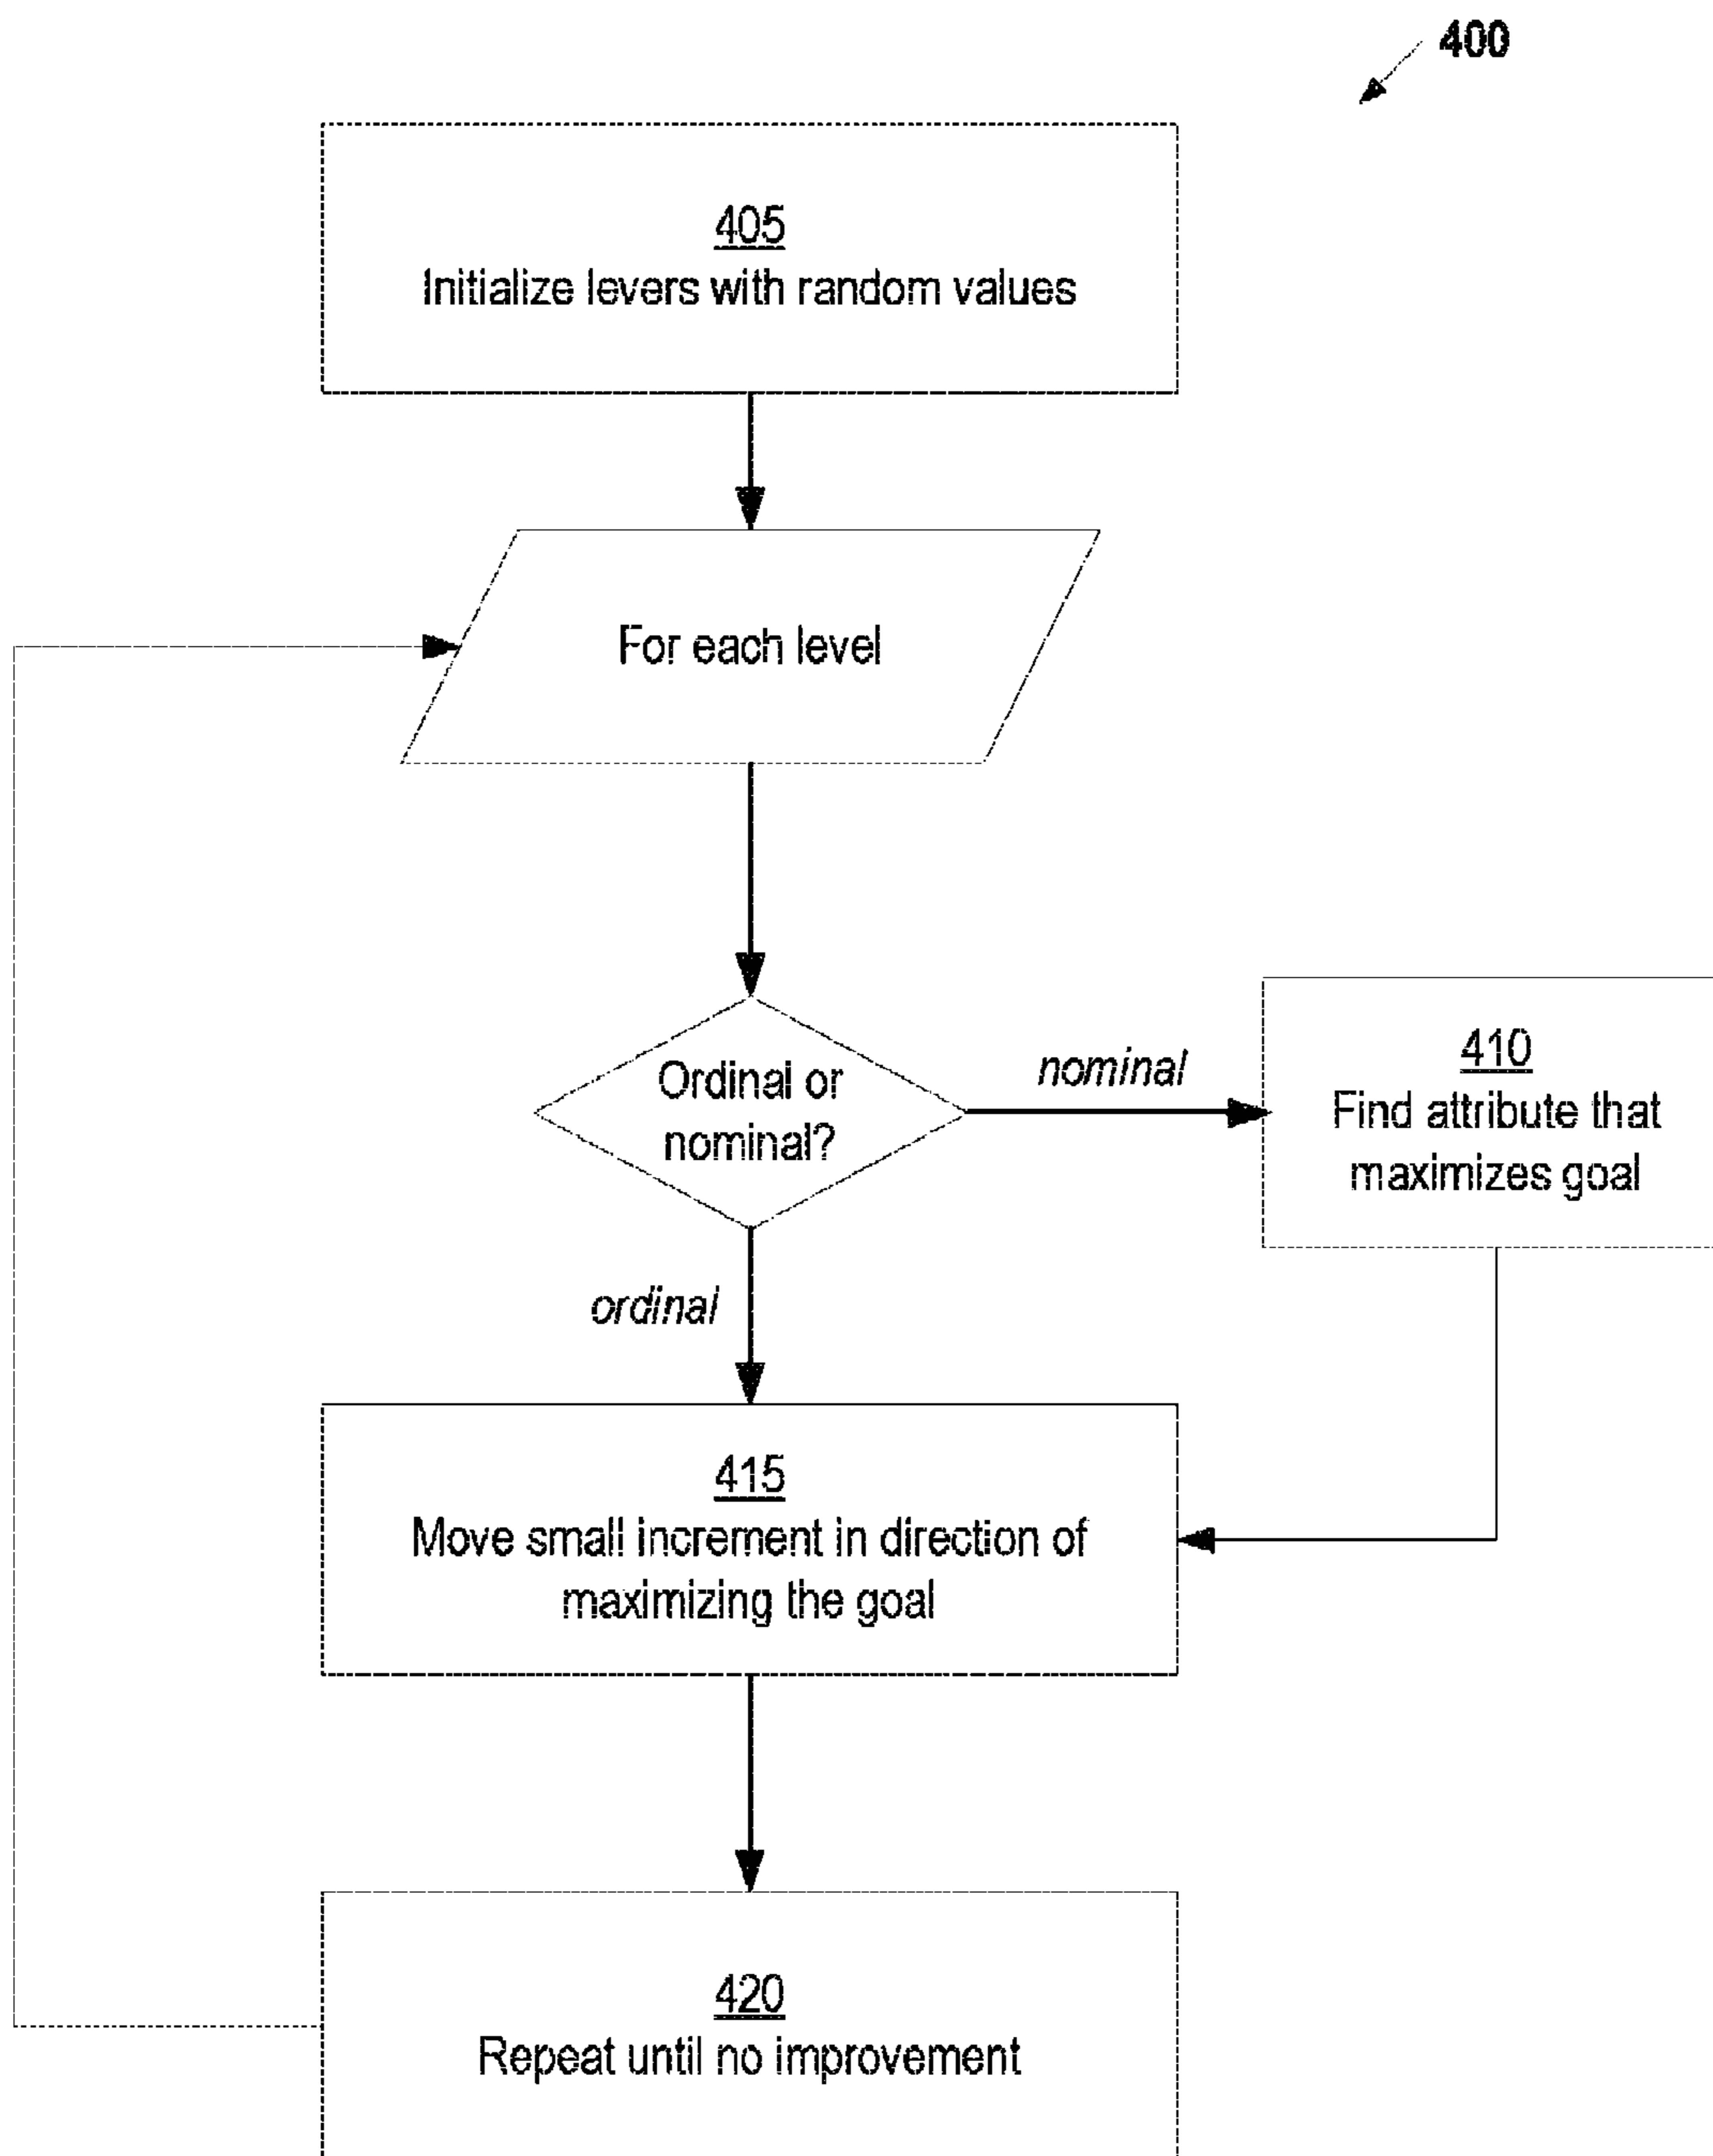 400
405
Initialize levers with random values
For each level
Ordinal or
nominal?
nominal
410
Find attribute that
maximizes goal
ordinal
415
Move small increment in direction of
maximizing the goal
420
Repeat until no improvement